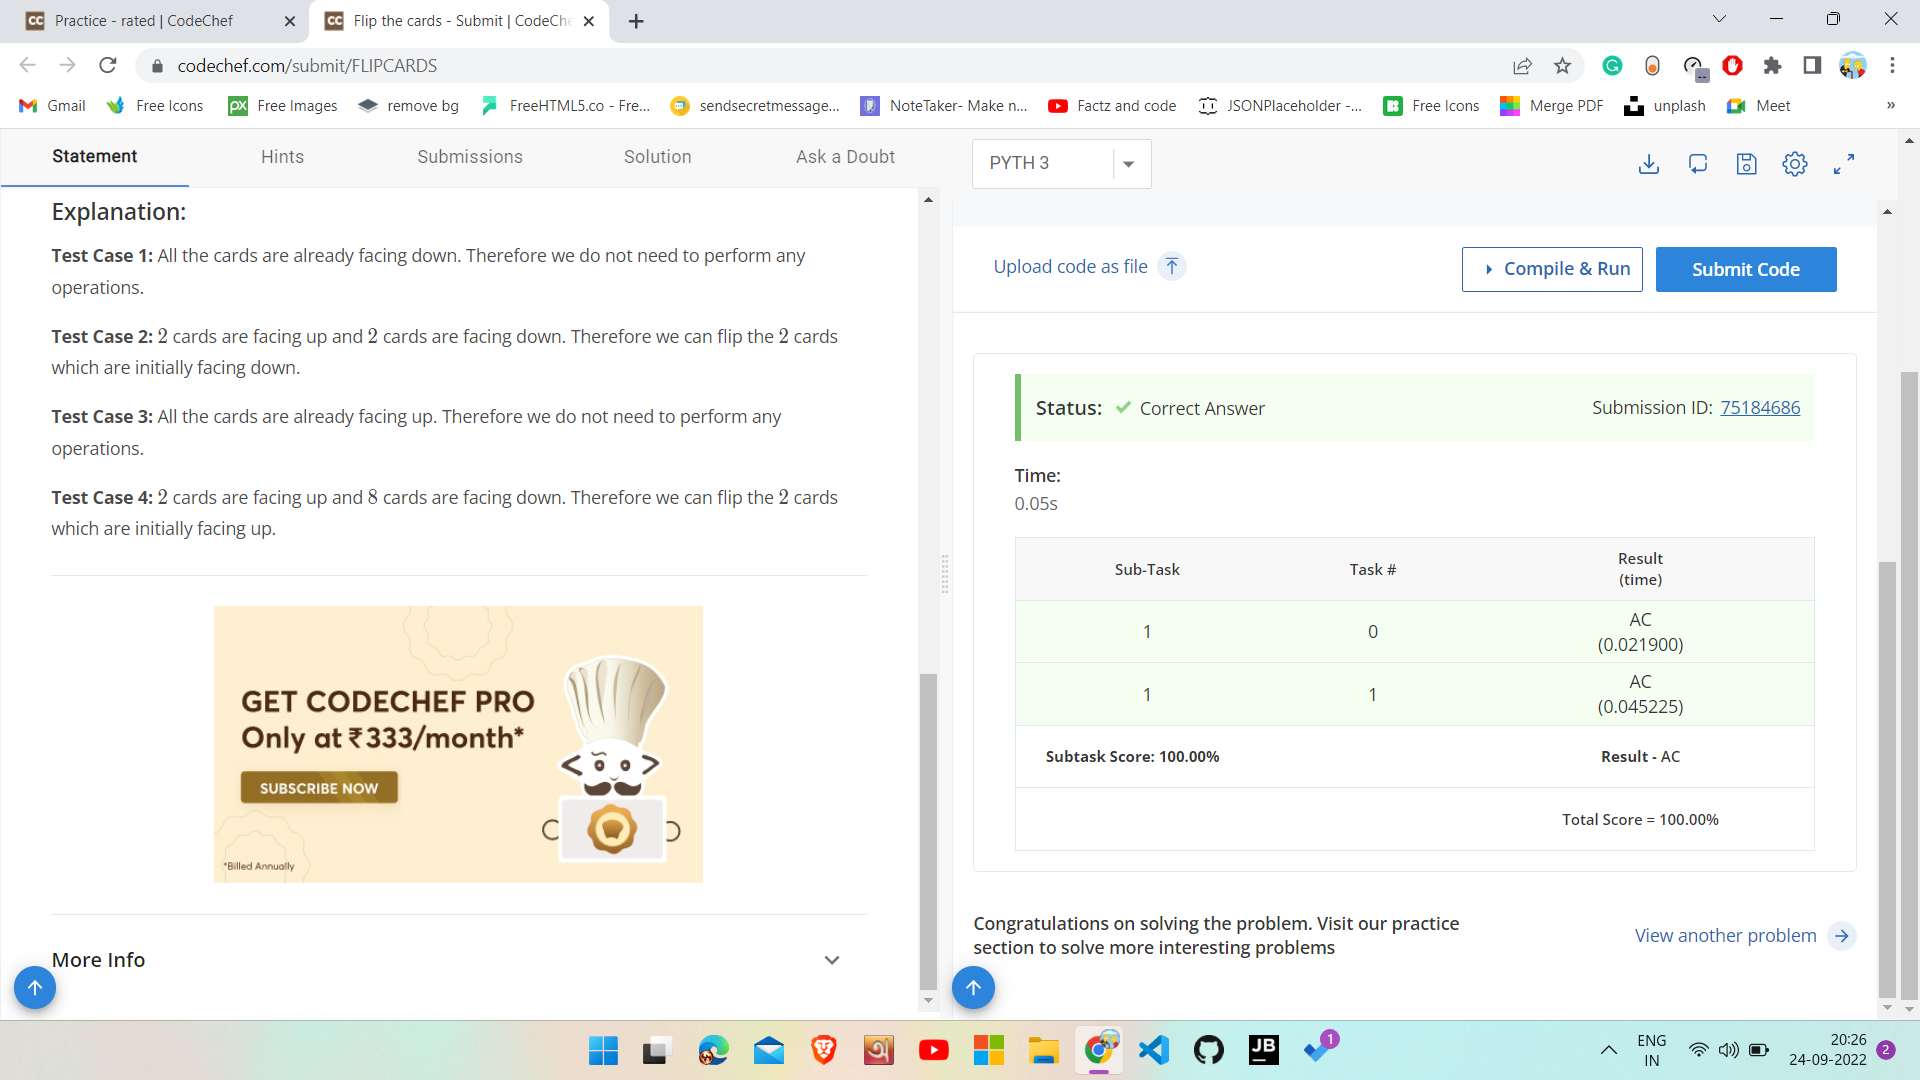 Practice - rated | CodeChef
Flip the cards - Submit | CodeChe
codechef.com/submit/FLIPCARDS
Gmail
Free Icons
Free Images
remove bg
FreeHTML5.co - Fre...
sendsecretmessage...
NoteTaker- Make n...
Factz and code
JSONPlaceholder -...
Free Icons
Merge PDF
unplash
Meet
»
Statement
Hints
Submissions
Solution
Ask a Doubt
Explanation:
Test Case 1: All the cards are already facing down. Therefore we do not need to perform any
operations.
Test Case 2: 2 cards are facing up and 2 cards are facing down. Therefore we can flip the 2 cards
which are initially facing down.
Test Case 3: All the cards are already facing up. Therefore we do not need to perform any
operations.
Test Case 4: 2 cards are facing up and 8 cards are facing down. Therefore we can flip the 2 cards
which are initially facing up.
GET CODECHEF PRO
Only at ₹333/month*
SUBSCRIBE NOW
*Billed Annually
More Info
PYTH 3
Upload code as file
Compile & Run
Submit Code
Status: Correct Answer
Submission ID: 75184686
Time:
0.05s
Sub-Task Task # Result
(time)
1 0 AC
(0.021900)
1 1 AC
(0.045225)
Subtask Score: 100.00% Result - AC
Total Score = 100.00%
Congratulations on solving the problem. Visit our practice
section to solve more interesting problems
View another problem
JB
1
ENG
IN
20:26
24-09-2022
2